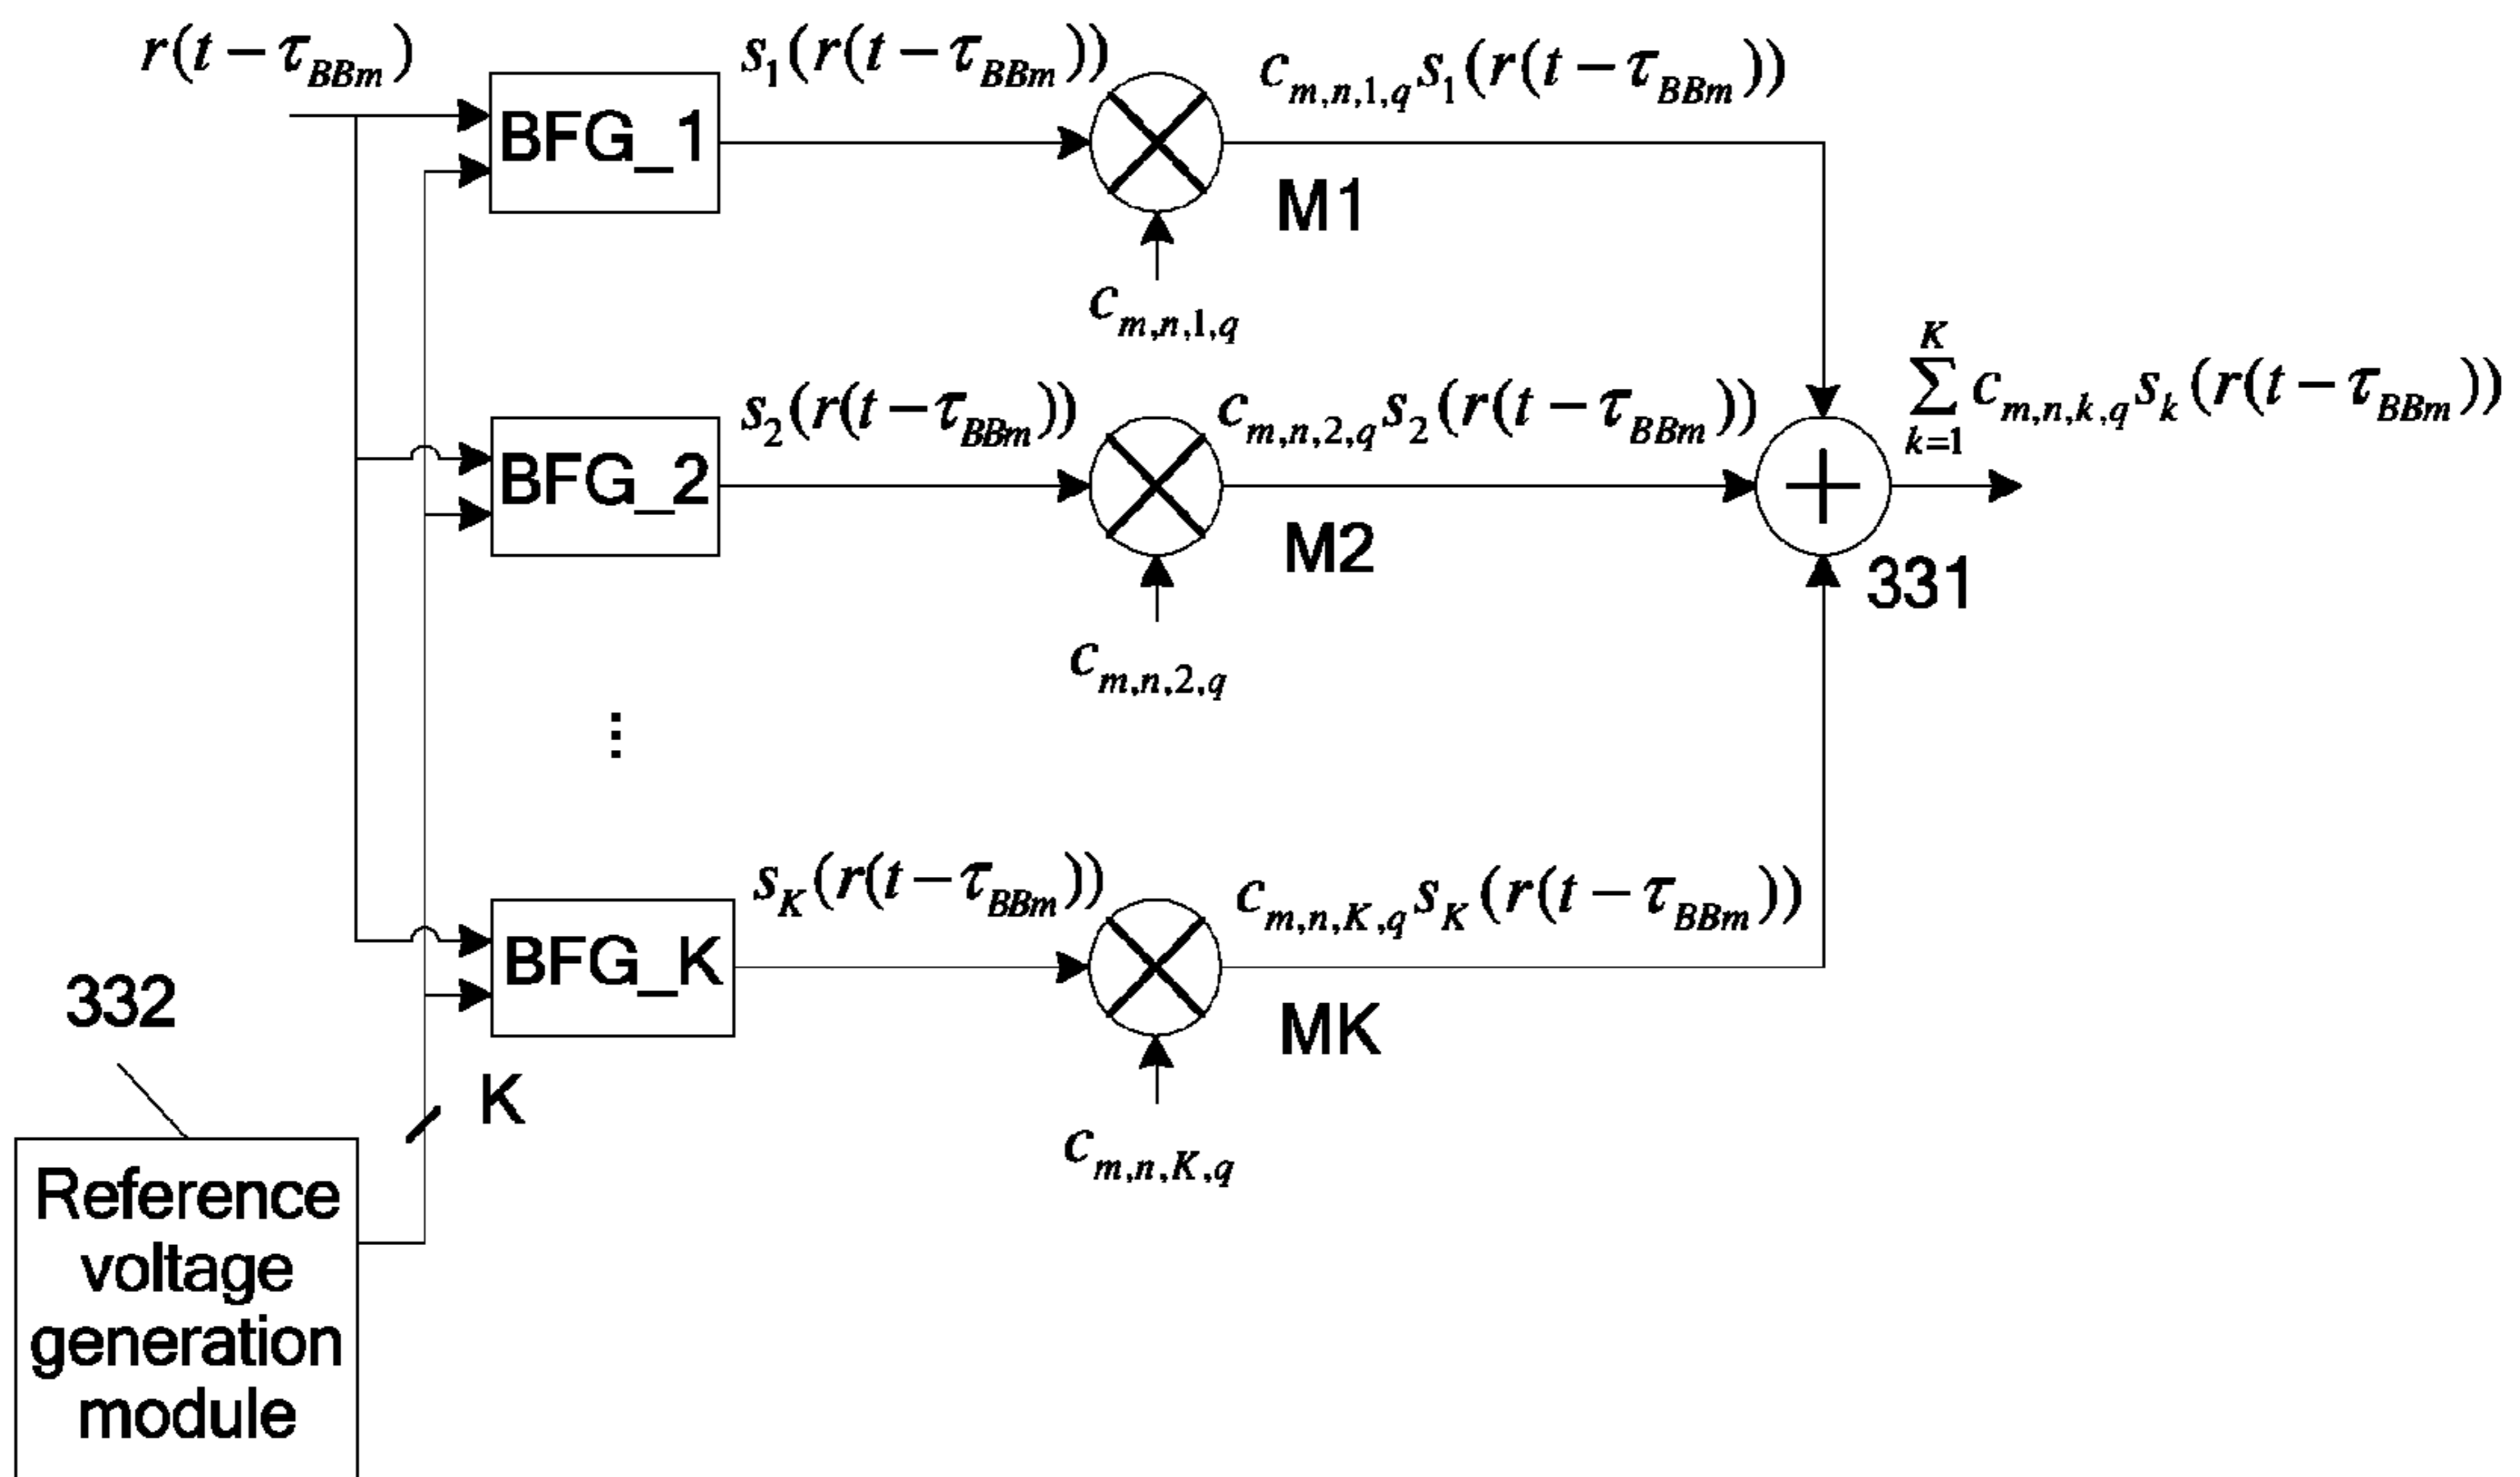 r(t − τ_BBm)
s_1(r(t − τ_BBm))
c_m,n,1,q s_1(r(t − τ_BBm))
BFG_1
M1
c_m,n,1,q
s_2(r(t − τ_BBm))
c_m,n,2,q s_2(r(t − τ_BBm))
∑_{k=1}^{K} c_m,n,k,q s_k(r(t − τ_BBm))
BFG_2
M2
331
c_m,n,2,q
⋮
s_K(r(t − τ_BBm))
c_m,n,K,q s_K(r(t − τ_BBm))
BFG_K
332
MK
K
c_m,n,K,q
Reference
voltage
generation
module